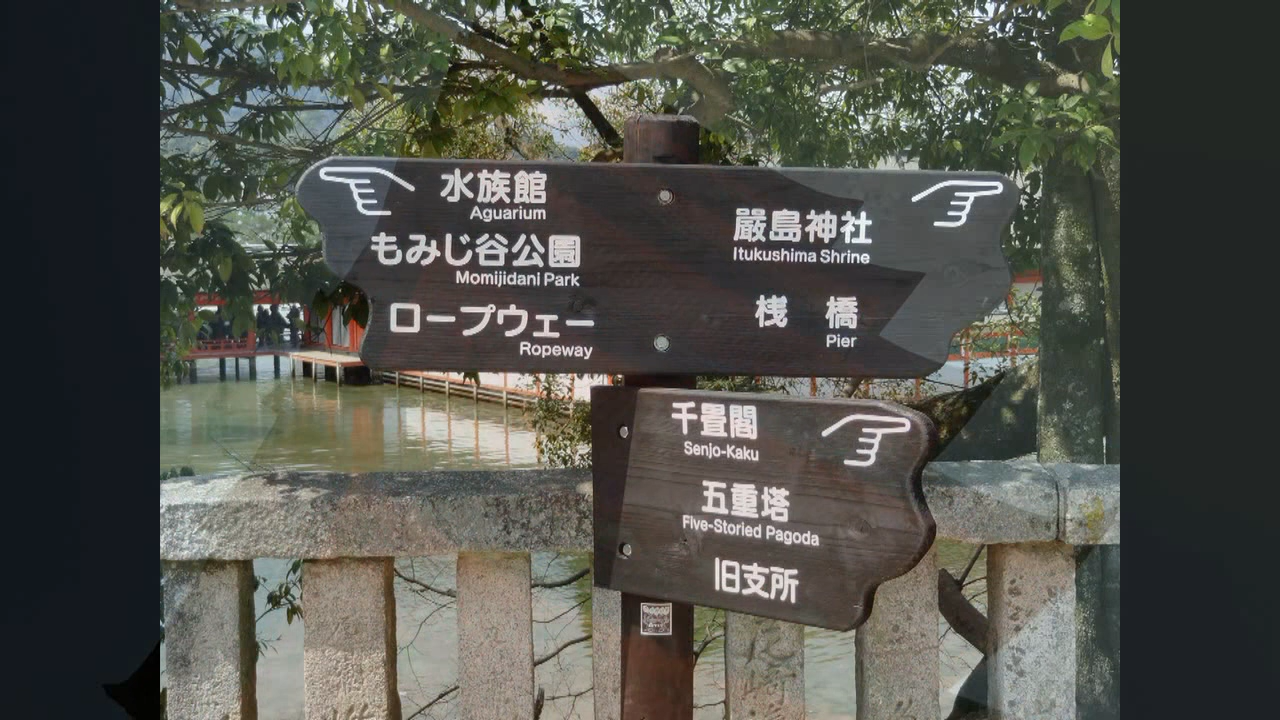 水族館
Aguarium
もみじ谷公園
Momijidani Park
ロープウェー
Ropeway
嚴島神社
Itukushima Shrine
桟橋
Pier
千畳閣
Senjo-Kaku
五重塔
Five-Storied Pagoda
旧支所